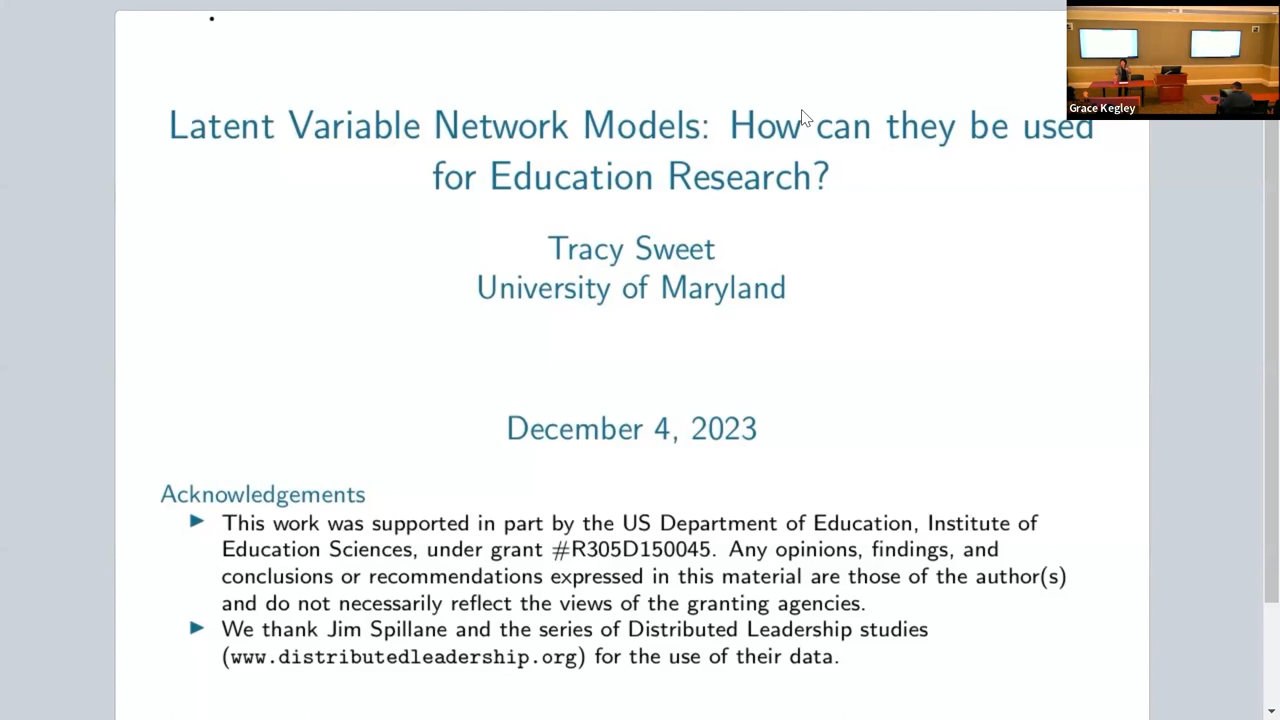 Latent Variable Network Models: How can they be used
for Education Research?
Tracy Sweet
University of Maryland
December 4, 2023
Acknowledgements
This work was supported in part by the US Department of Education, Institute of
Education Sciences, under grant #R305D150045. Any opinions, findings, and
conclusions or recommendations expressed in this material are those of the author(s)
and do not necessarily reflect the views of the granting agencies.
We thank Jim Spillane and the series of Distributed Leadership studies
(www.distributedleadership.org) for the use of their data.
Grace Kegley